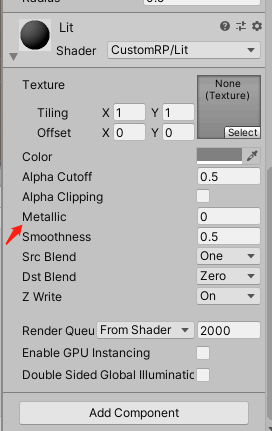 Radius
Lit
Shader CustomRP/Lit
Texture
None
(Texture)
Tiling X 1 Y 1
Offset X 0 Y 0
Select
Color
Alpha Cutoff 0.5
Alpha Clipping
Metallic 0
Smoothness 0.5
Src Blend One
Dst Blend Zero
Z Write On
Render Queu From Shader 2000
Enable GPU Instancing
Double Sided Global Illuminatic
Add Component